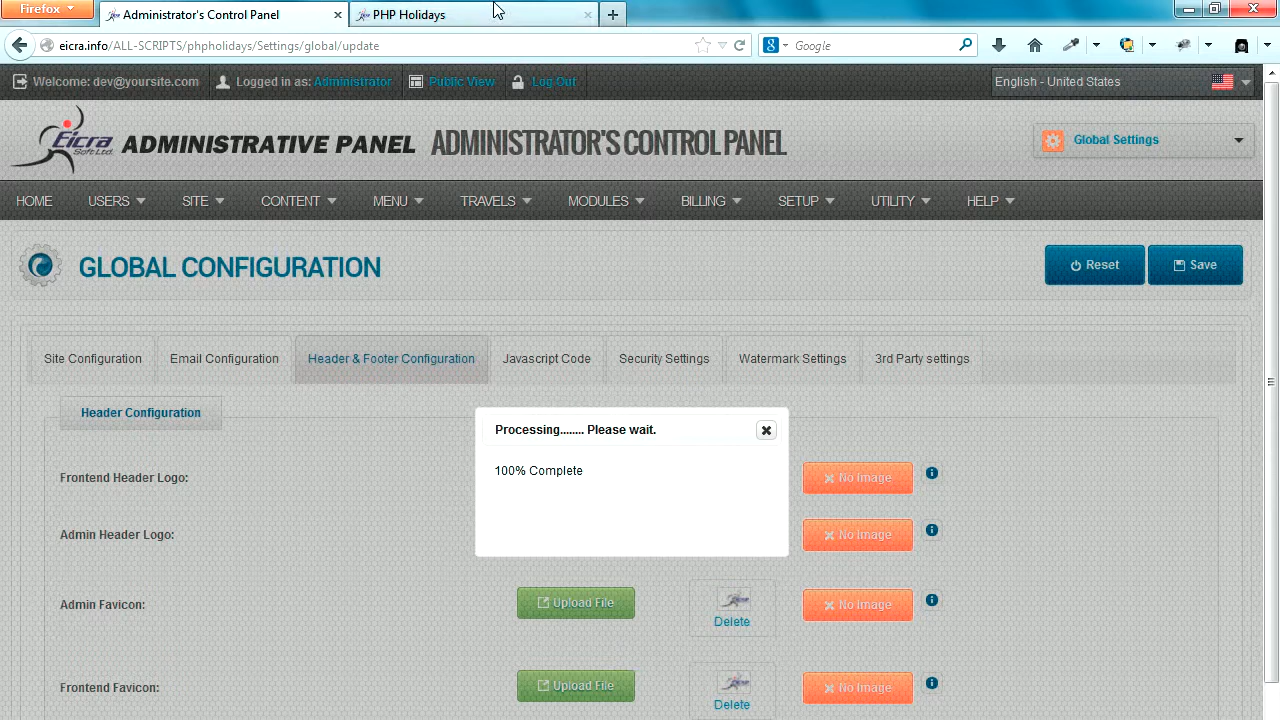 Firefox
Administrator's Control Panel
PHP Holidays
eicra.info/ALL-SCRIPTS/phpholidays/Settings/global/update
Google
Welcome: dev@yoursite.com
Logged in as: Administrator
Public View
Log Out
English - United States
Eicra
Soft Ltd.
ADMINISTRATIVE PANEL
ADMINISTRATOR'S CONTROL PANEL
Global Settings
HOME
USERS
SITE
CONTENT
MENU
TRAVELS
MODULES
BILLING
SETUP
UTILITY
HELP
GLOBAL CONFIGURATION
Reset
Save
Site Configuration
Email Configuration
Header & Footer Configuration
Javascript Code
Security Settings
Watermark Settings
3rd Party settings
Header Configuration
Processing........ Please wait.
100% Complete
Frontend Header Logo:
No Image
Admin Header Logo:
No Image
Admin Favicon:
Upload File
Delete
No Image
Frontend Favicon:
Upload File
Delete
No Image